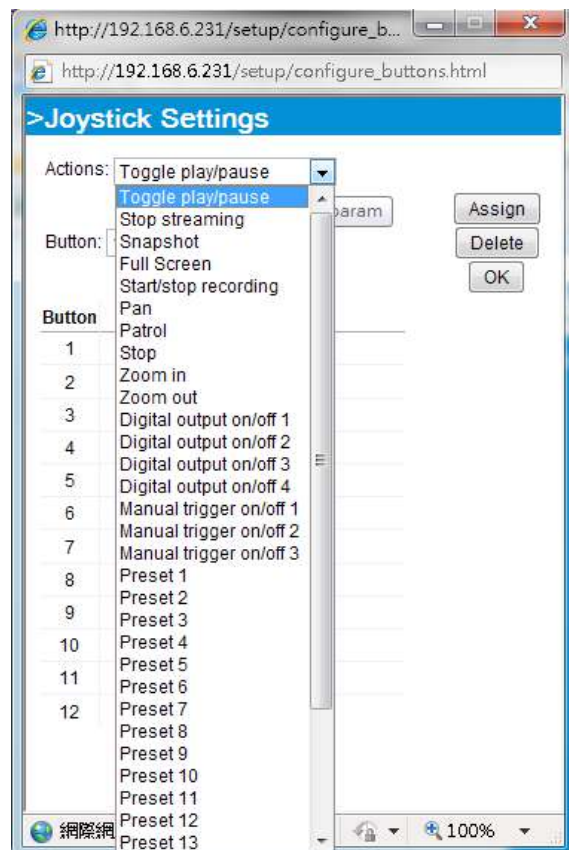 http://192.168.6.231/setup/configure_b...
http://192.168.6.231/setup/configure_buttons.html
>Joystick Settings
Actions: Toggle play/pause
Toggle play/pause
Stop streaming
param
Assign
Button:
Snapshot
Delete
Full Screen
OK
Start/stop recording
Button
Pan
Patrol
1
Stop
2
Zoom in
Zoom out
3
Digital output on/off 1
4
Digital output on/off 2
Digital output on/off 3
5
Digital output on/off 4
6
Manual trigger on/off 1
Manual trigger on/off 2
7
Manual trigger on/off 3
8
Preset 1
Preset 2
9
Preset 3
10
Preset 4
Preset 5
11
Preset 6
12
Preset 7
Preset 8
Preset 9
Preset 10
Preset 11
Preset 12
網際網
100%
Preset 13